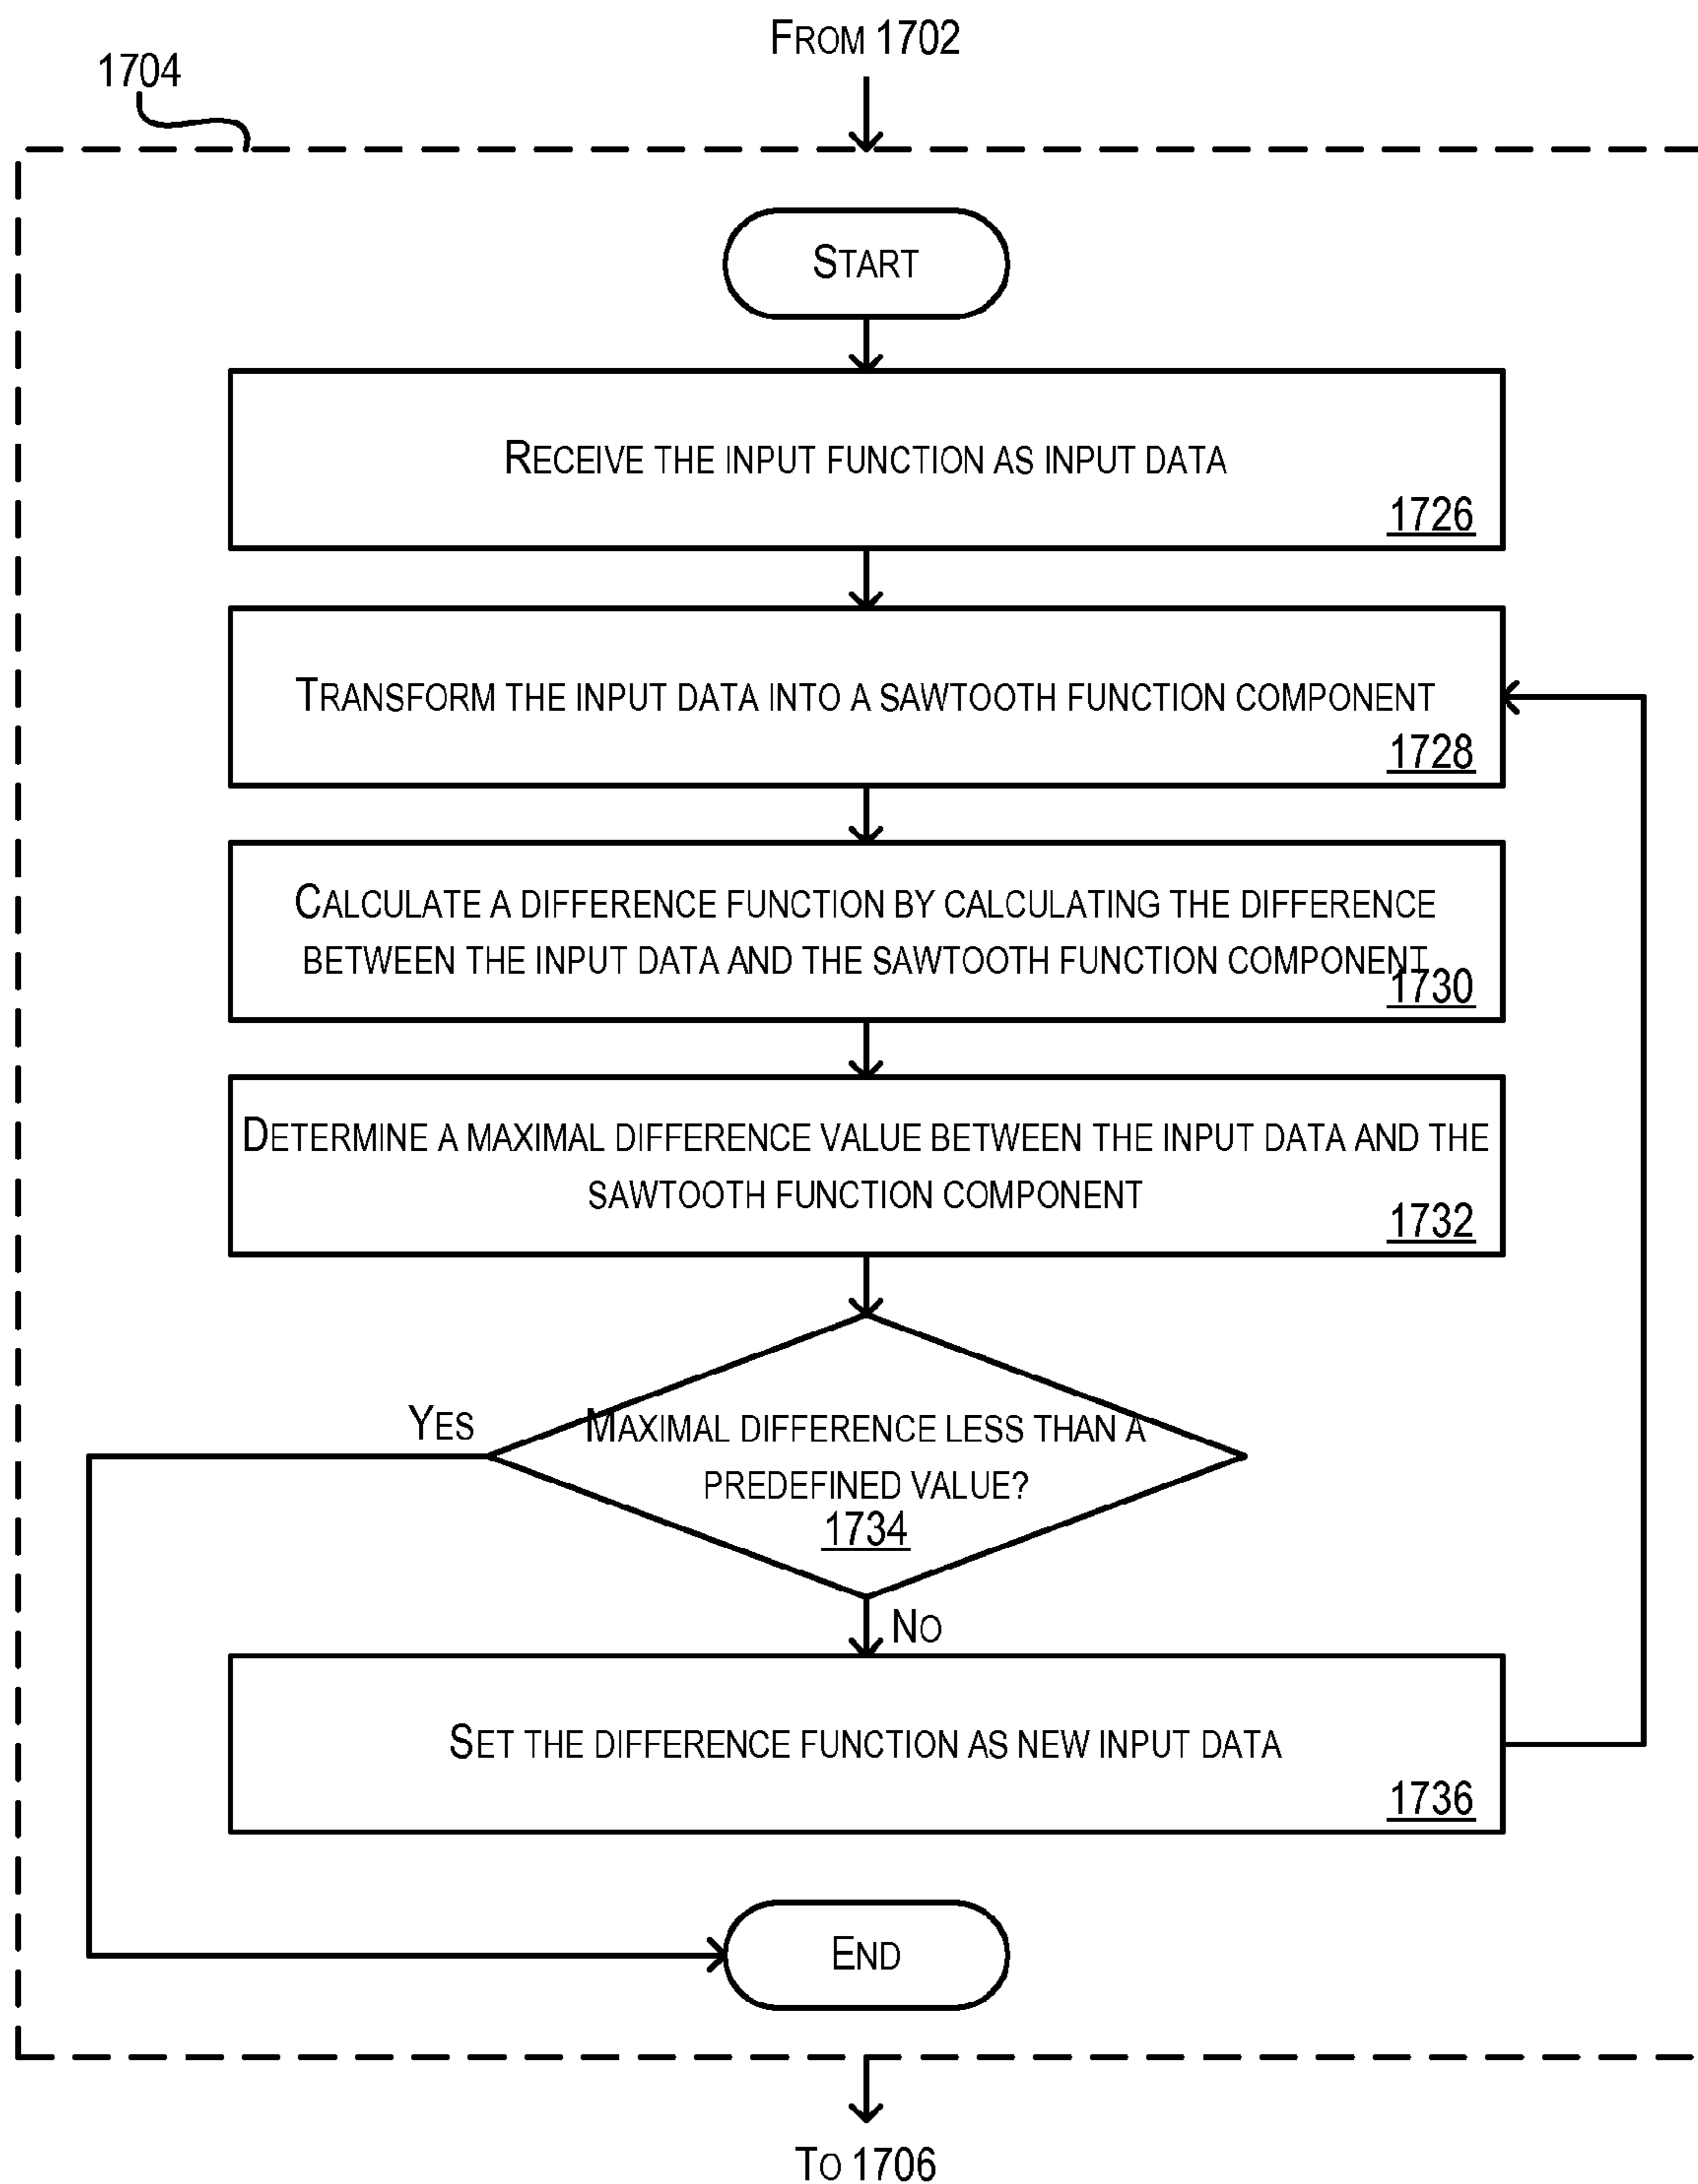 From 1702
1704
Start
Receive the input function as input data
1726
Transform the input data into a sawtooth function component
1728
Calculate a difference function by calculating the difference
between the input data and the sawtooth function component
1730
Determine a maximal difference value between the input data and the
sawtooth function component
1732
Yes
Maximal difference less than a
predefined value?
1734
No
Set the difference function as new input data
1736
End
To 1706